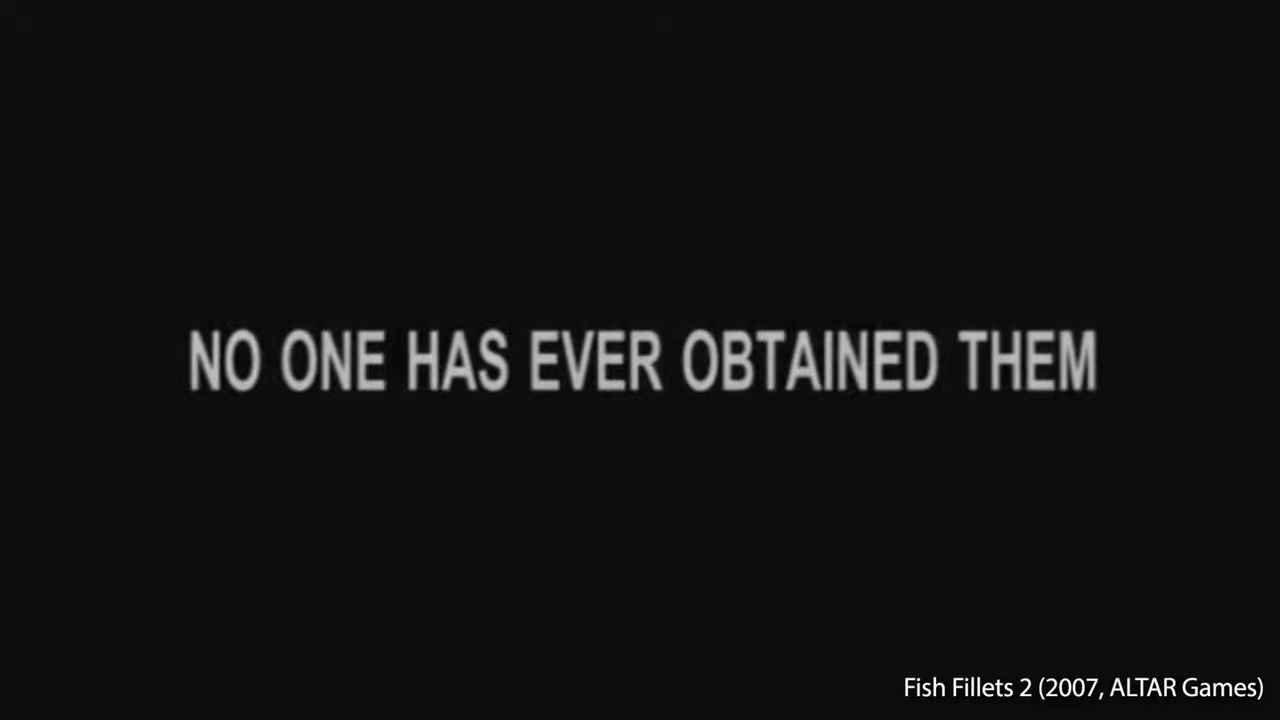 NO ONE HAS EVER OBTAINED THEM
Fish Fillets 2 (2007, ALTAR Games)